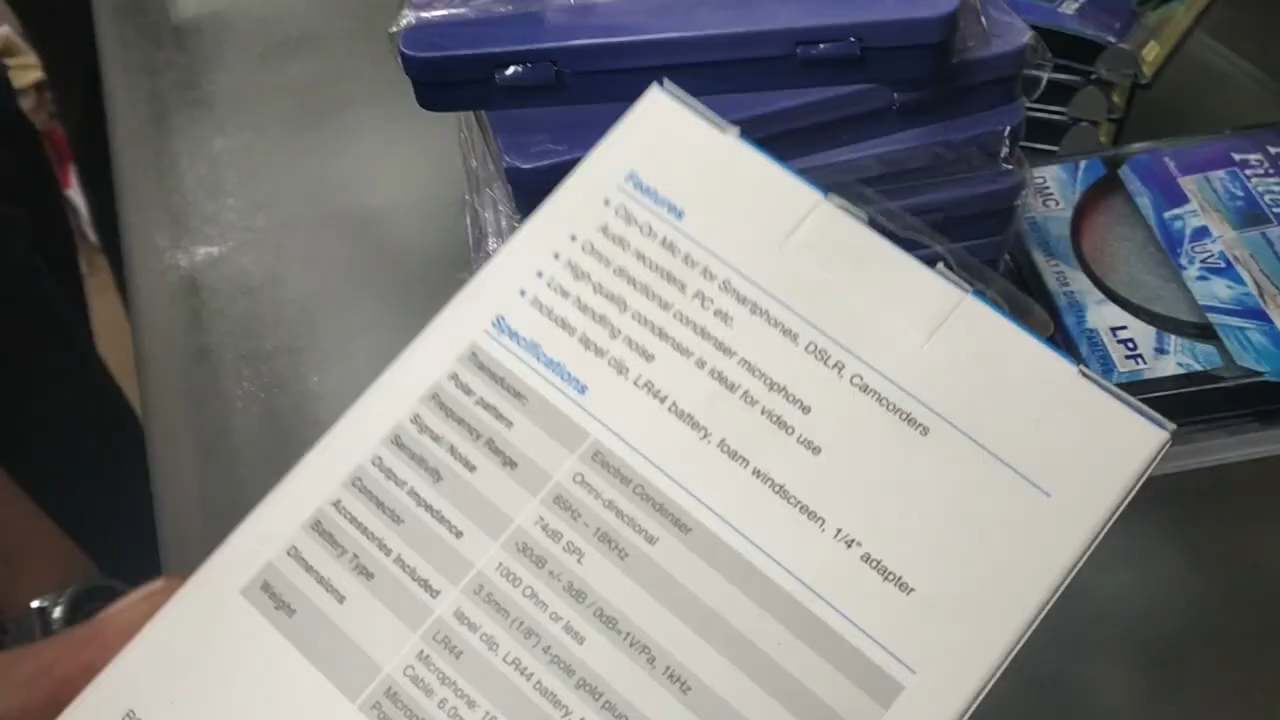 Features
• Clip-On Mic for for Smartphones, DSLR, Camcorders
Audio recorders, PC etc.
• Omni directional condenser microphone
• High-quality condenser is ideal for video use
• Low handling noise
• Includes lapel clip, LR44 battery, foam windscreen, 1/4" adapter
Specifications
Transducer: Electret Condenser
Polar pattern Omni-directional
Frequency Range 65Hz - 18KHz
Signal/Noise 74dB SPL
Sensitivity -30dB +/- 3dB / 0dB=1V/Pa, 1kHz
Output Impedance 1000 Ohm or less
Connector 3.5mm (1/8") 4-pole gold
Accessories Included lapel clip, LR44 battery,
Battery Type LR44
Dimensions Microphone:
Cable:
Weight
DMC
UV
LPF